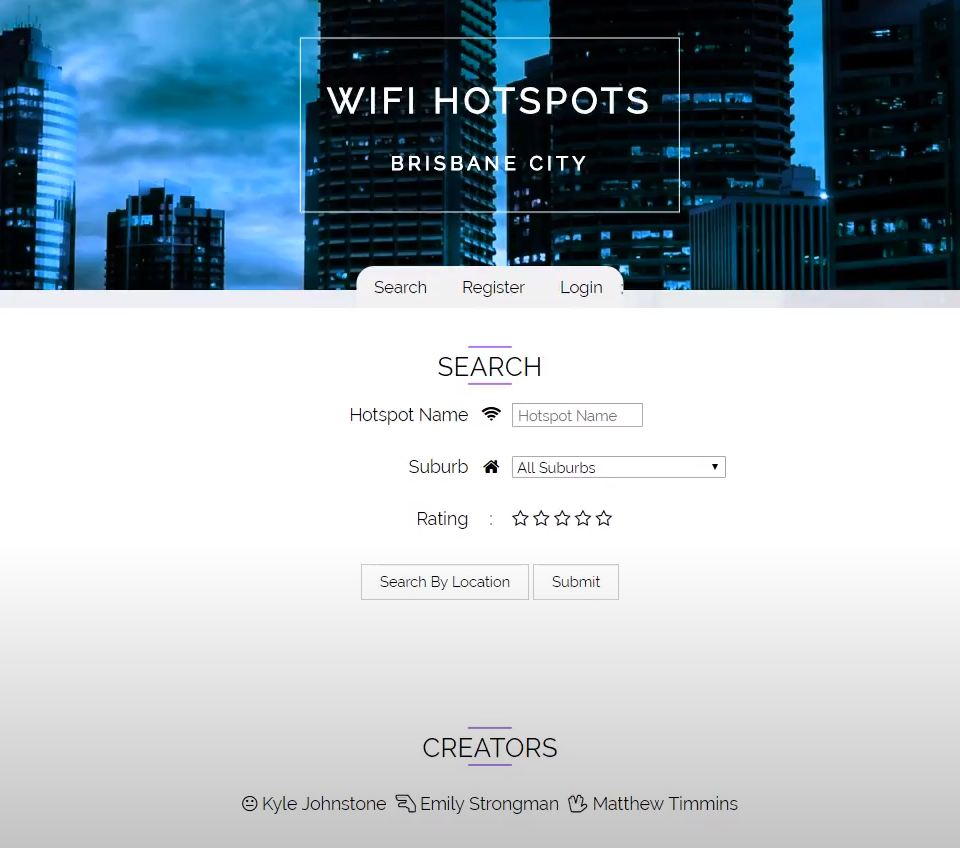 WIFI HOTSPOTS
BRISBANE CITY
Search Register Login
SEARCH
Hotspot Name Hotspot Name
Suburb All Suburbs
Rating :
Search By Location Submit
CREATORS
Kyle Johnstone Emily Strongman Matthew Timmins